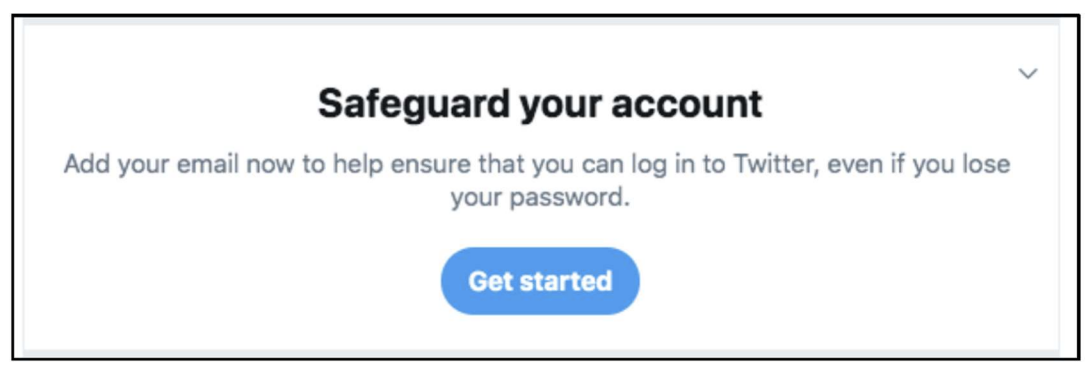 Safeguard your account
Add your email now to help ensure that you can log in to Twitter, even if you lose
your password.
Get started